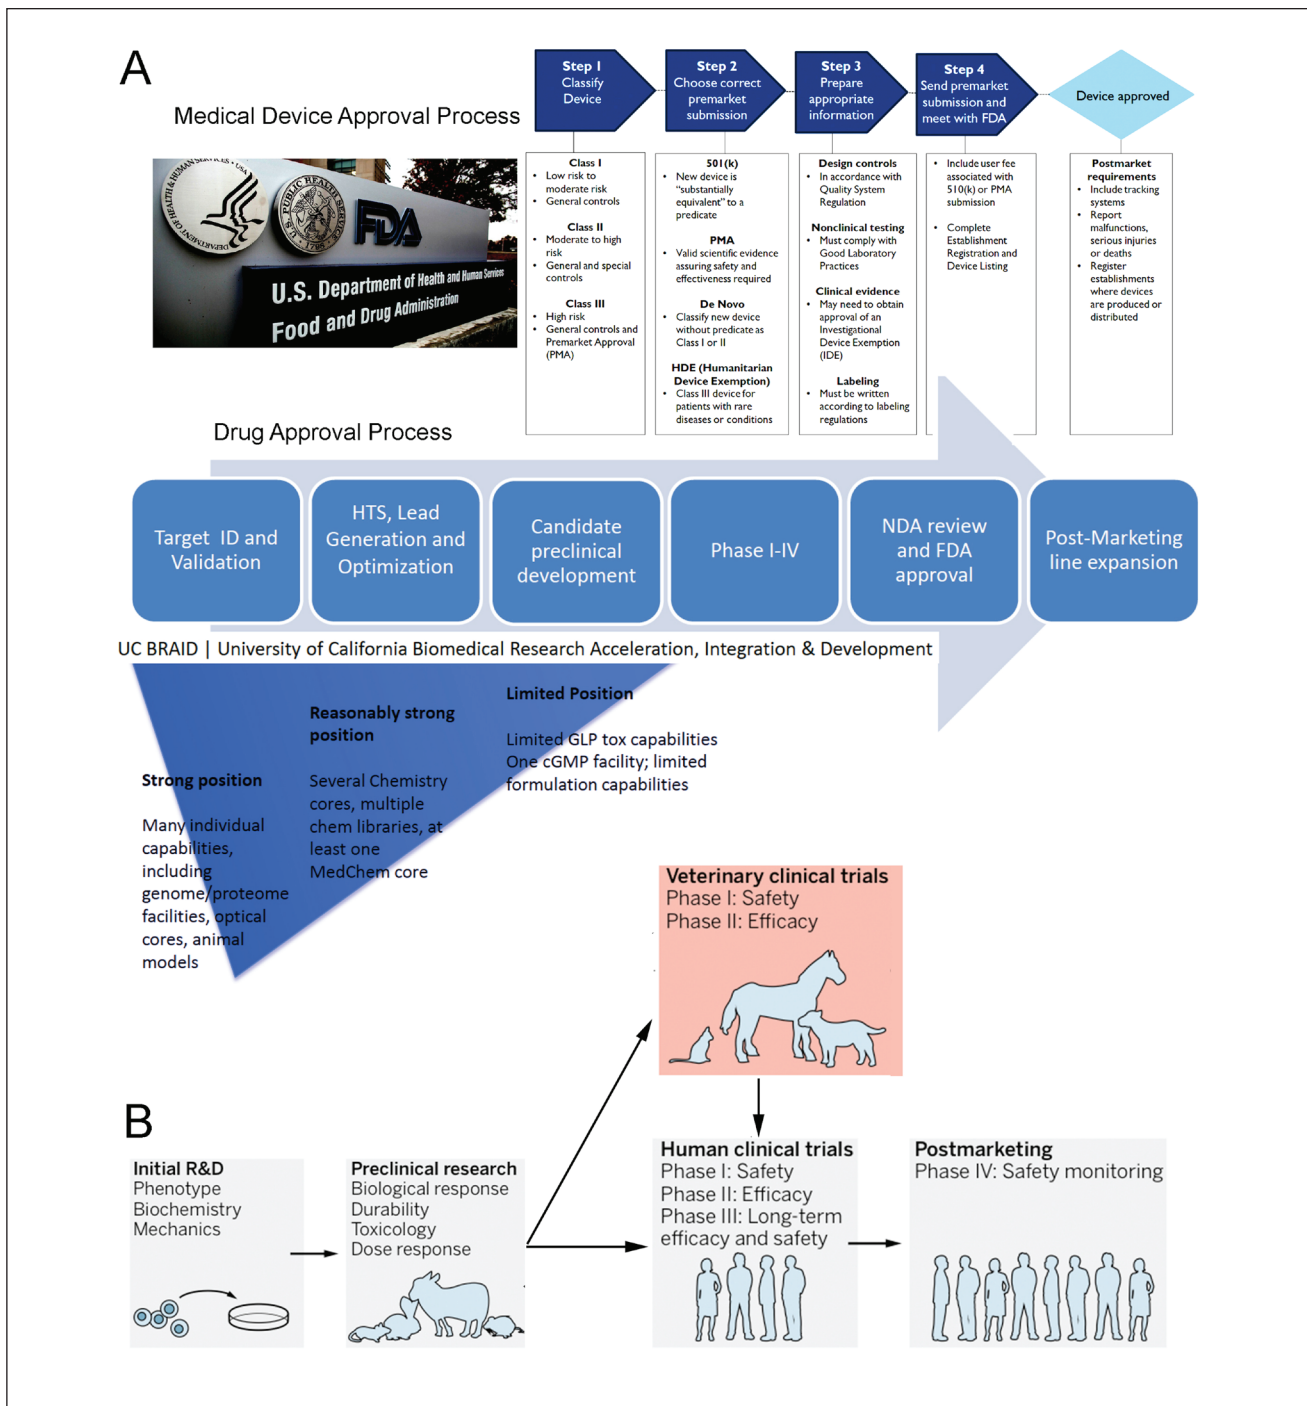 A
Medical Device Approval Process
Step 1
Classify
Device
Step 2
Choose correct
premarket
submission
Step 3
Prepare
appropriate
information
Step 4
Send premarket
submission and
meet with FDA
Device approved
DEPARTMENT OF HEALTH & HUMAN SERVICES • USA
PUBLIC HEALTH SERVICE
1798
FDA
U.S. Department of Health and Human Services
Food and Drug Administration
Class I
• Low risk to
moderate risk
• General controls
Class II
• Moderate to high
risk
• General and special
controls
Class III
• High risk
• General controls and
Premarket Approval
(PMA)
501(k)
• New device is
"substantially
equivalent" to a
predicate
PMA
• Valid scientific evidence
assuring safety and
effectiveness required
De Novo
• Classify new device
without predicate as
Class I or II
HDE (Humanitarian
Device Exemption)
• Class III device for
patients with rare
diseases or conditions
Design controls
• In accordance with
Quality System
Regulation
Nonclinical testing
• Must comply with
Good Laboratory
Practices
Clinical evidence
• May need to obtain
approval of an
Investigational
Device Exemption
(IDE)
Labeling
• Must be written
according to labeling
regulations
• Include user fee
associated with
510(k) or PMA
submission
• Complete
Establishment
Registration and
Device Listing
Postmarket
requirements
• Include tracking
systems
• Report
malfunctions,
serious injuries
or deaths
• Register
establishments
where devices
are produced or
distributed
Drug Approval Process
Target ID and
Validation
HTS, Lead
Generation and
Optimization
Candidate
preclinical
development
Phase I-IV
NDA review
and FDA
approval
Post-Marketing
line expansion
UC BRAID | University of California Biomedical Research Acceleration, Integration & Development
Strong position
Many individual
capabilities,
including
genome/proteome
facilities, optical
cores, animal
models
Reasonably strong
position
Several Chemistry
cores, multiple
chem libraries, at
least one
MedChem core
Limited Position
Limited GLP tox capabilities
One cGMP facility; limited
formulation capabilities
B
Initial R&D
Phenotype
Biochemistry
Mechanics
Preclinical research
Biological response
Durability
Toxicology
Dose response
Veterinary clinical trials
Phase I: Safety
Phase II: Efficacy
Human clinical trials
Phase I: Safety
Phase II: Efficacy
Phase III: Long-term
efficacy and safety
Postmarketing
Phase IV: Safety monitoring